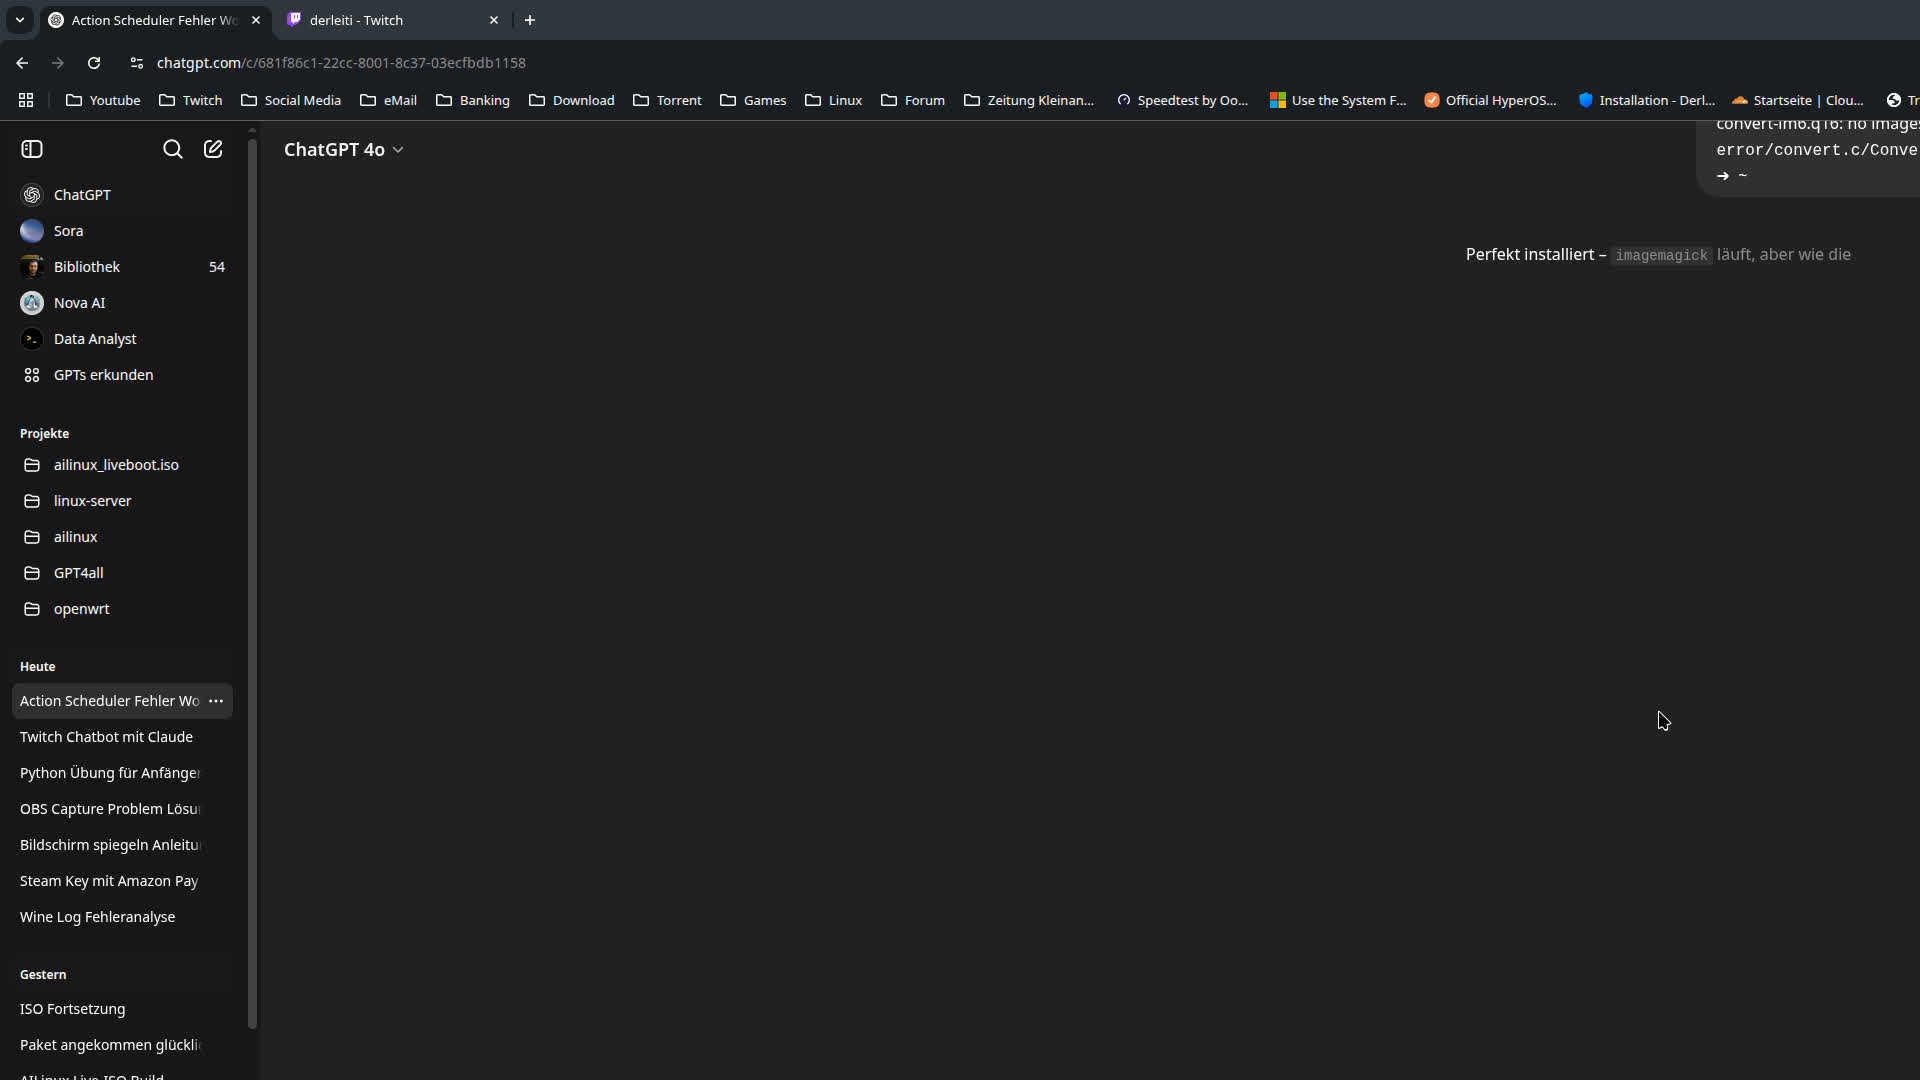 Action Scheduler Fehler Wo
derleiti - Twitch
chatgpt.com/c/681f86c1-22cc-8001-8c37-03ecfbdb1158
Youtube
Twitch
Social Media
eMail
Banking
Download
Torrent
Games
Linux
Forum
Zeitung Kleinan...
Speedtest by Oo...
Use the System F...
Official HyperOS...
Installation - Derl...
Startseite | Clou...
Tr
ChatGPT 4o
convert-im6.q16: no images
error/convert.c/Conve
➜ ~
Perfekt installiert – imagemagick läuft, aber wie die
ChatGPT
Sora
Bibliothek 54
Nova AI
Data Analyst
GPTs erkunden
Projekte
ailinux_liveboot.iso
linux-server
ailinux
GPT4all
openwrt
Heute
Action Scheduler Fehler Wo
Twitch Chatbot mit Claude
Python Übung für Anfänger
OBS Capture Problem Lösu
Bildschirm spiegeln Anleitu
Steam Key mit Amazon Pay
Wine Log Fehleranalyse
Gestern
ISO Fortsetzung
Paket angekommen glückli
AILinux Live ISO Build